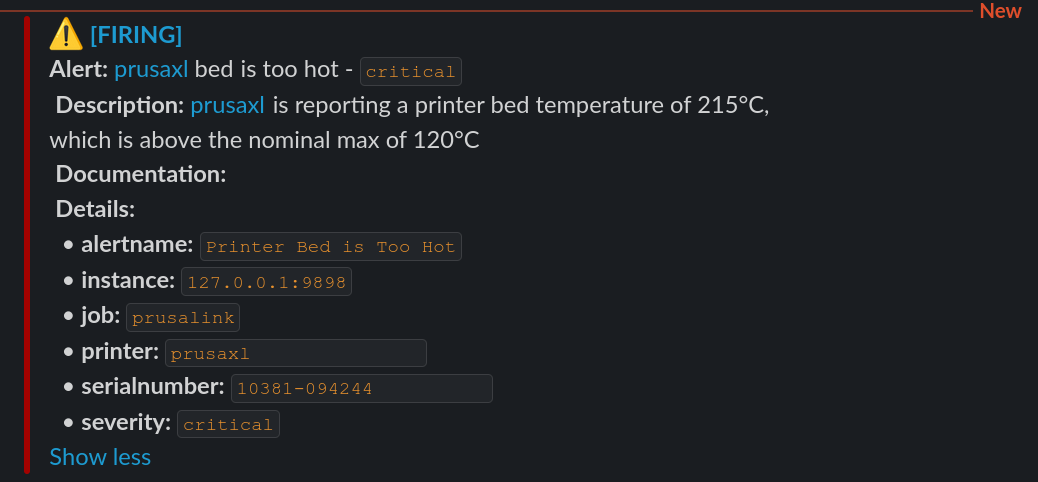 New
⚠️ [FIRING]
Alert: prusaxl bed is too hot - critical
Description: prusaxl is reporting a printer bed temperature of 215°C,
which is above the nominal max of 120°C
Documentation:
Details:
• alertname: Printer Bed is Too Hot
• instance: 127.0.0.1:9898
• job: prusalink
• printer: prusaxl
• serialnumber: 10381-094244
• severity: critical
Show less